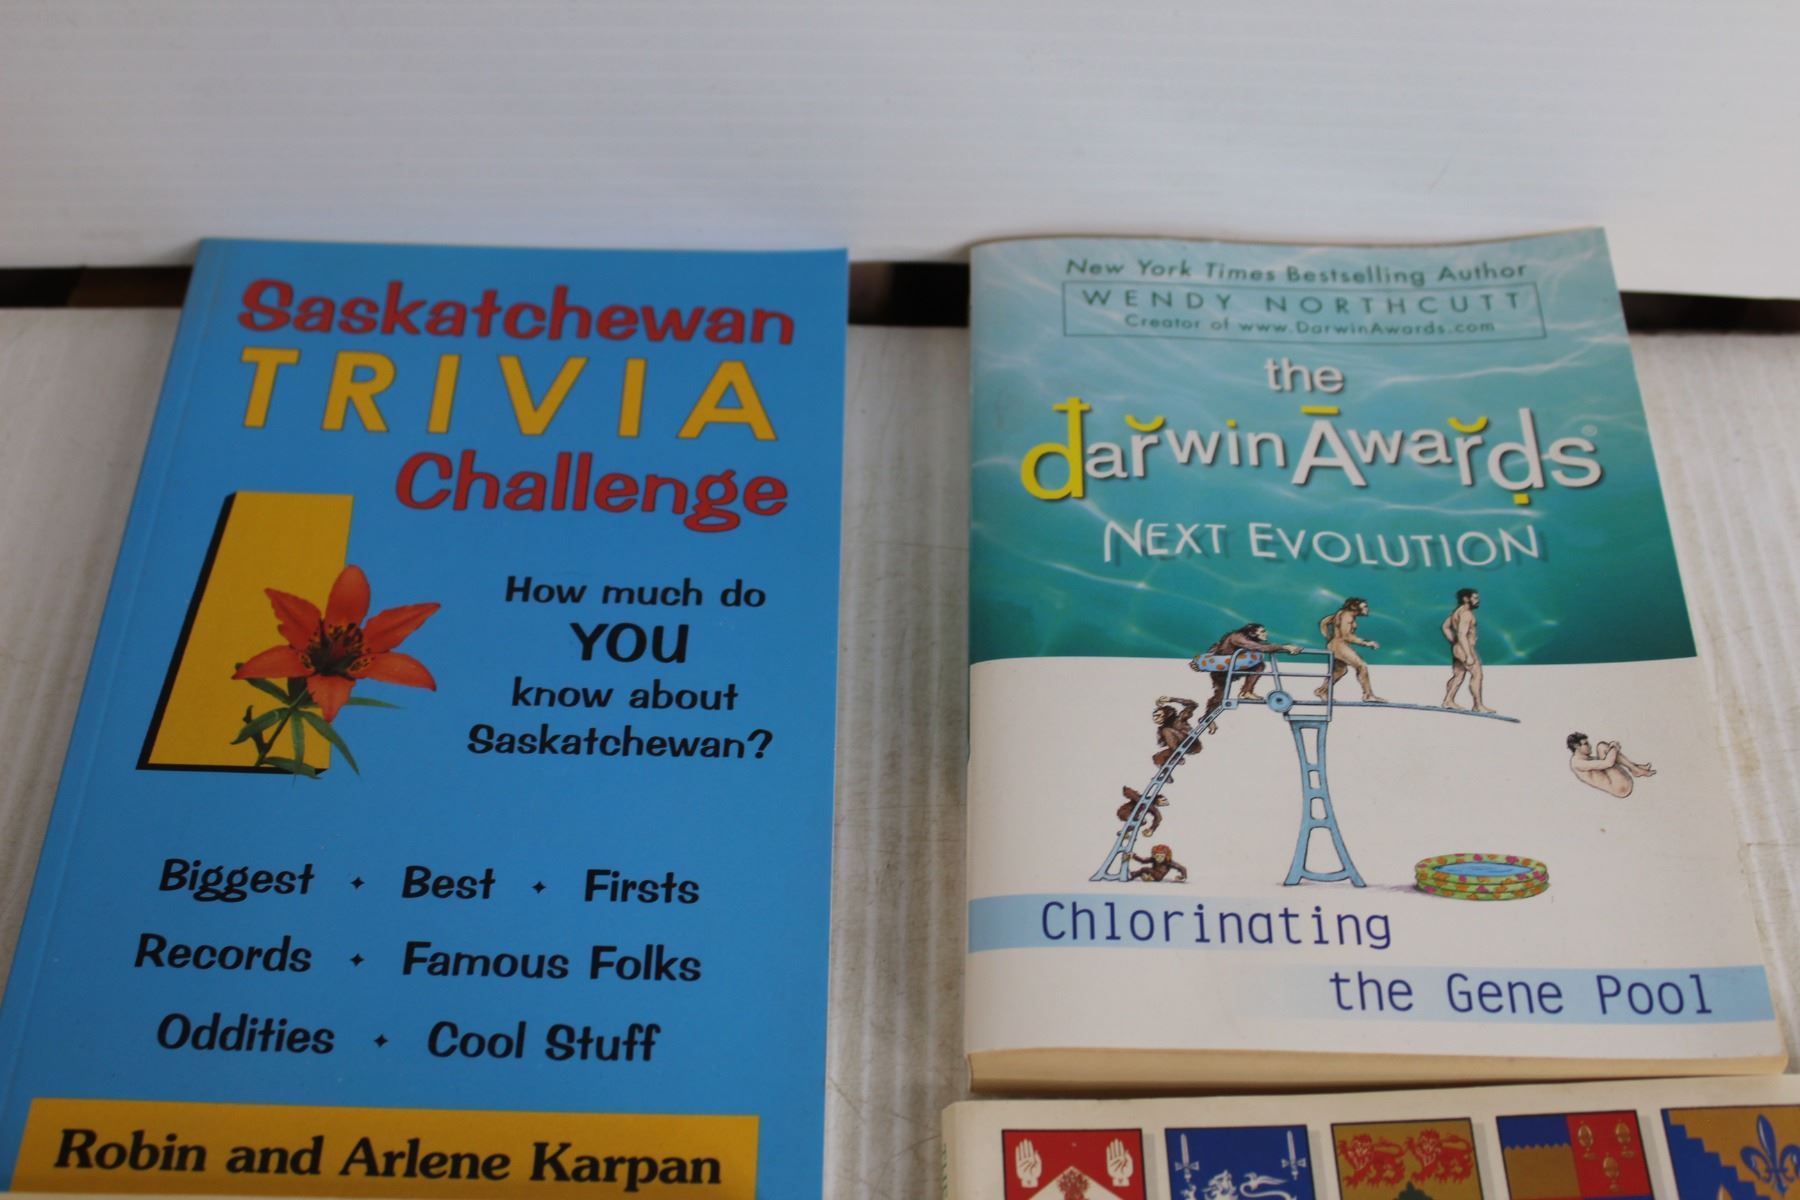 Saskatchewan
TRIVIA
Challenge
How much do
YOU
know about
Saskatchewan?
Biggest ✦ Best ✦ Firsts
Records ✦ Famous Folks
Oddities ✦ Cool Stuff
Robin and Arlene Karpan
New York Times Bestselling Author
WENDY NORTHCUTT
Creator of www.DarwinAwards.com
the
darwin Awards®
NEXT EVOLUTION
Chlorinating
the Gene Pool